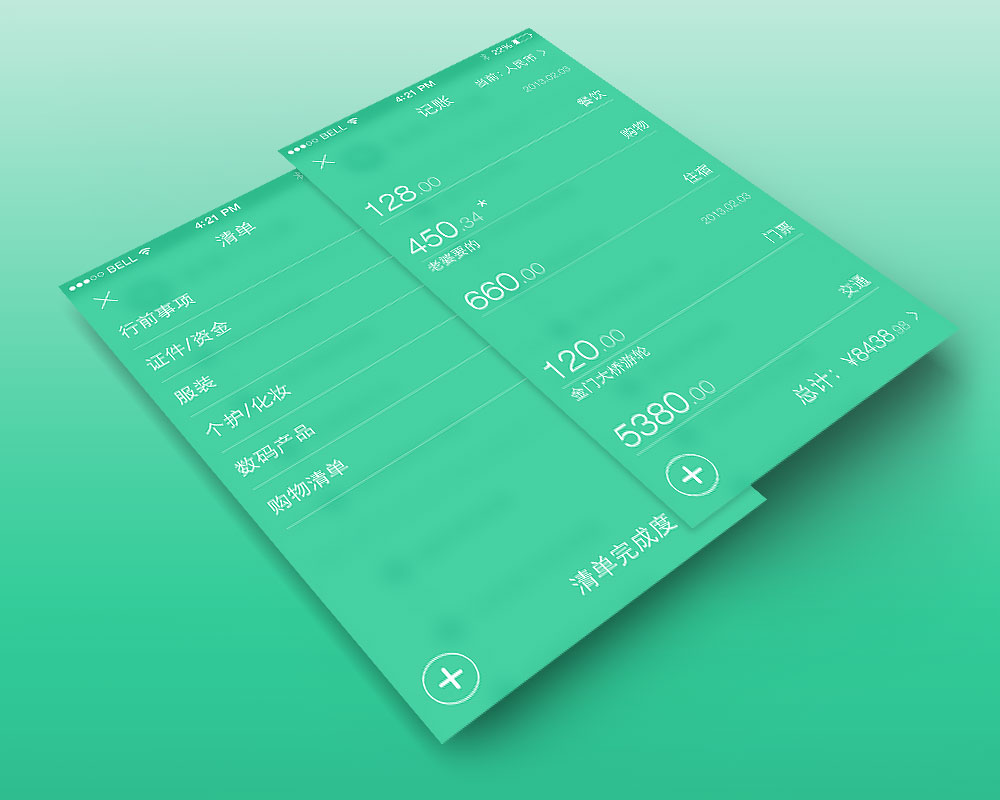 ●●●○○ BELL 4:21 PM
清单
行前事项
证件/资金
服装
个护/化妆
数码产品
购物清单
清单完成度
●●●○○ BELL 4:21 PM 22%
记账 当前：人民币 >
2013.02.03
128.00 餐饮
450.34* 购物
老婆要的
660.00 住宿
2013.02.03
120.00 门票
金门大桥游轮
5380.00 交通
总计：¥8438.98 >